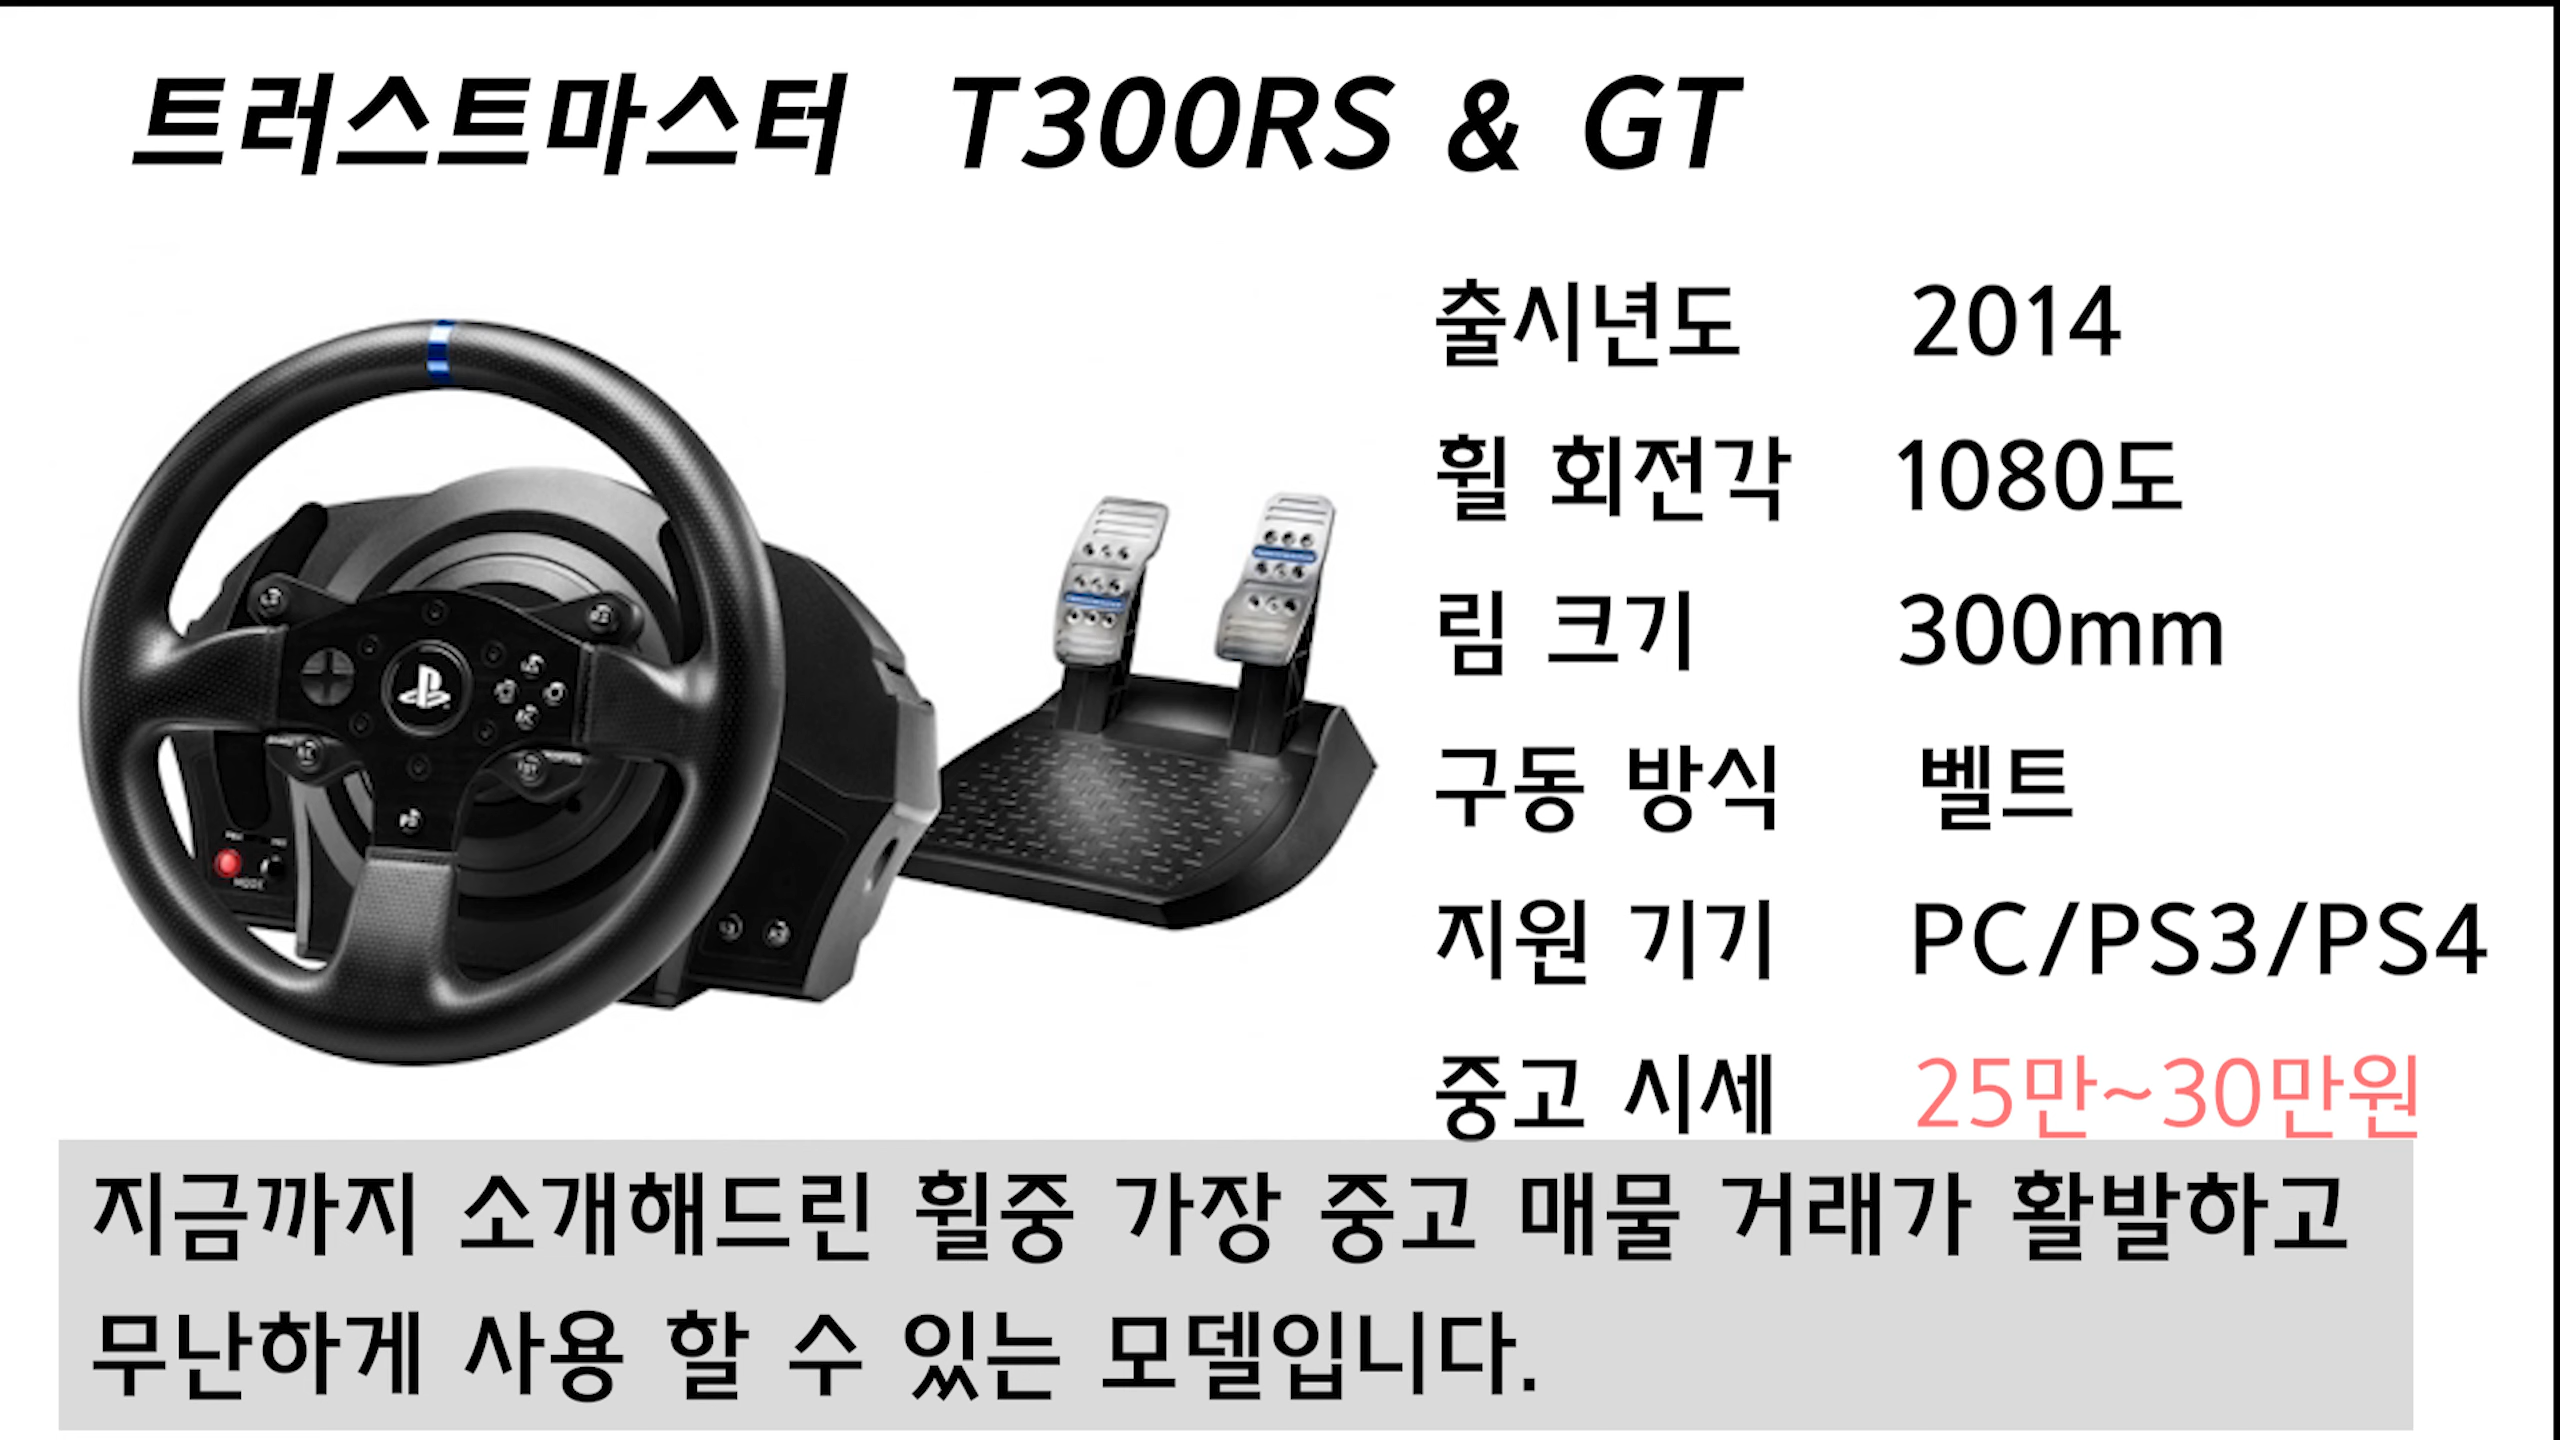 트러스트마스터 T300RS & GT
출시년도 2014
휠 회전각 1080도
림 크기 300mm
구동 방식 벨트
지원 기기 PC/PS3/PS4
중고 시세 25만~30만원
MODE
지금까지 소개해드린 휠중 가장 중고 매물 거래가 활발하고
무난하게 사용 할 수 있는 모델입니다.